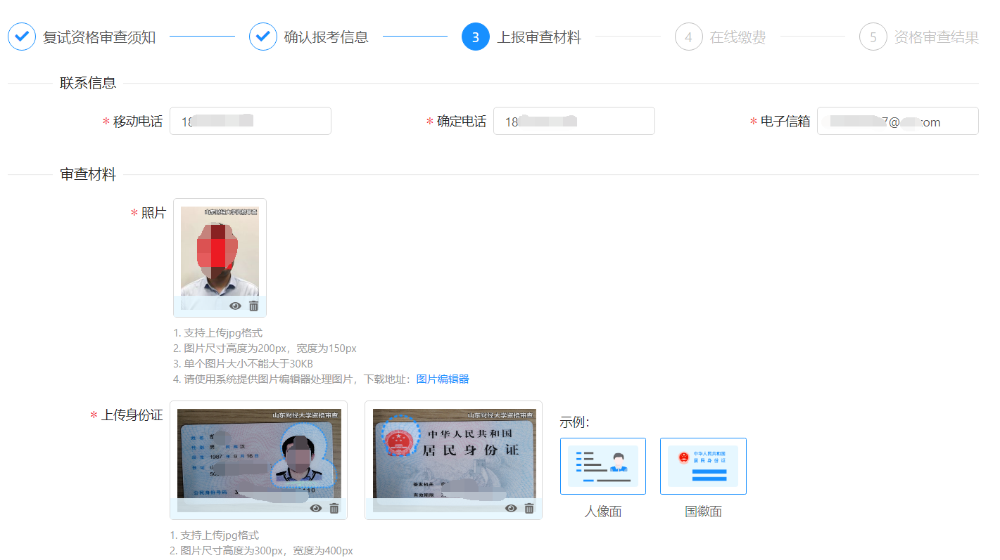 复试资格审查须知
确认报考信息
3 上报审查材料
4 在线缴费
5 资格审查结果
联系信息
* 移动电话 18
* 确定电话 18
* 电子信箱 7@ com
审查材料
* 照片
山东财经大学资格审查
1. 支持上传jpg格式
2. 图片尺寸高度为200px，宽度为150px
3. 单个图片大小不能大于30KB
4. 请使用系统提供图片编辑器处理图片，下载地址：图片编辑器
* 上传身份证
山东财经大学资格审查
姓名
性别 男 民族 汉
出生 1987 年 9 月 16 日
住址
公民身份号码 3 10
山东财经大学资格审查
中华人民共和国
居民身份证
签发机关
有效期限
示例：
中华人民共和国
居民身份证
人像面
国徽面
1. 支持上传jpg格式
2. 图片尺寸高度为300px，宽度为400px